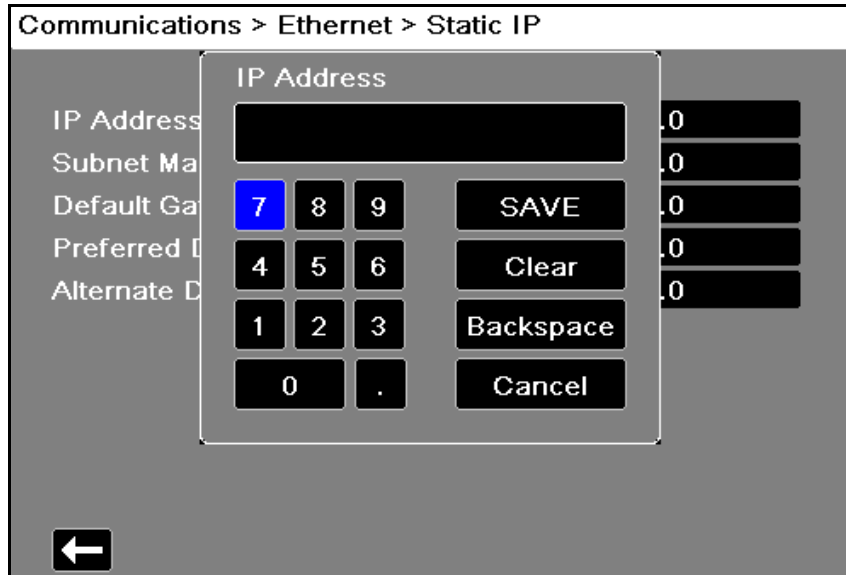 Communications > Ethernet > Static IP
IP Address
IP Address .0
Subnet Ma .0
Default Ga .0
Preferred D .0
Alternate D .0
7 8 9 SAVE
4 5 6 Clear
1 2 3 Backspace
0 . Cancel